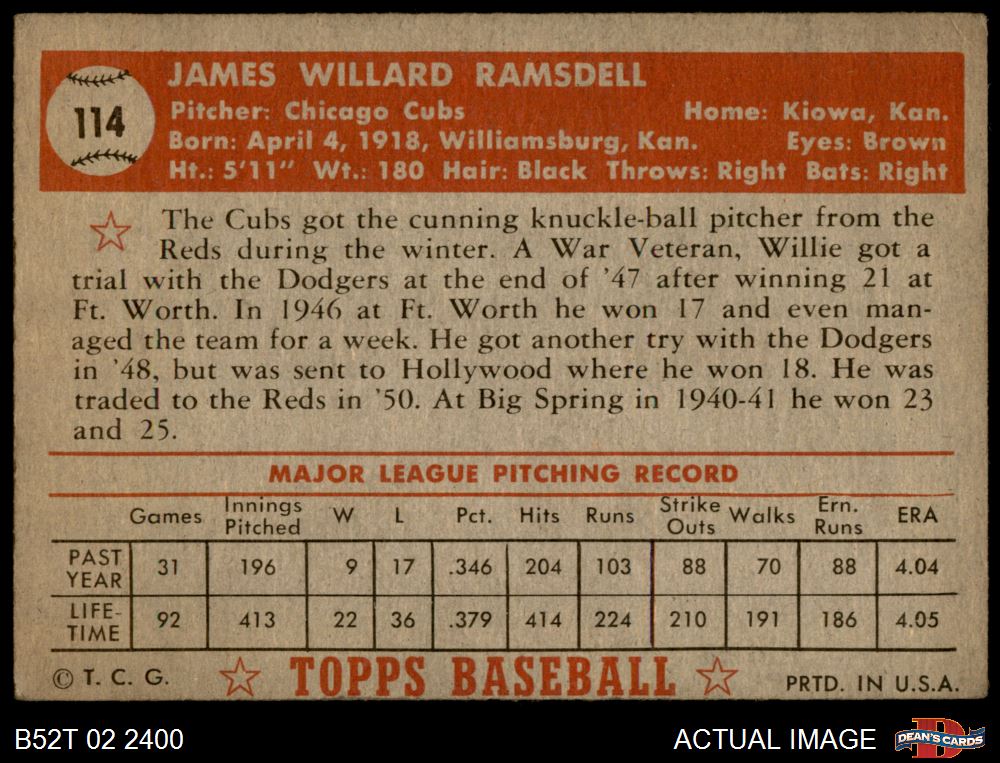 114
JAMES WILLARD RAMSDELL
Pitcher: Chicago Cubs Home: Kiowa, Kan.
Born: April 4, 1918, Williamsburg, Kan. Eyes: Brown
Ht.: 5'11" Wt.: 180 Hair: Black Throws: Right Bats: Right
The Cubs got the cunning knuckle-ball pitcher from the
Reds during the winter. A War Veteran, Willie got a
trial with the Dodgers at the end of '47 after winning 21 at
Ft. Worth. In 1946 at Ft. Worth he won 17 and even man-
aged the team for a week. He got another try with the Dodgers
in '48, but was sent to Hollywood where he won 18. He was
traded to the Reds in '50. At Big Spring in 1940-41 he won 23
and 25.
MAJOR LEAGUE PITCHING RECORD
Games Innings Pitched W L Pct. Hits Runs Strike Outs Walks Ern. Runs ERA
PAST YEAR 31 196 9 17 .346 204 103 88 70 88 4.04
LIFE-TIME 92 413 22 36 .379 414 224 210 191 186 4.05
© T. C. G. TOPPS BASEBALL PRTD. IN U.S.A.
B52T 02 2400 ACTUAL IMAGE DEAN'S CARDS